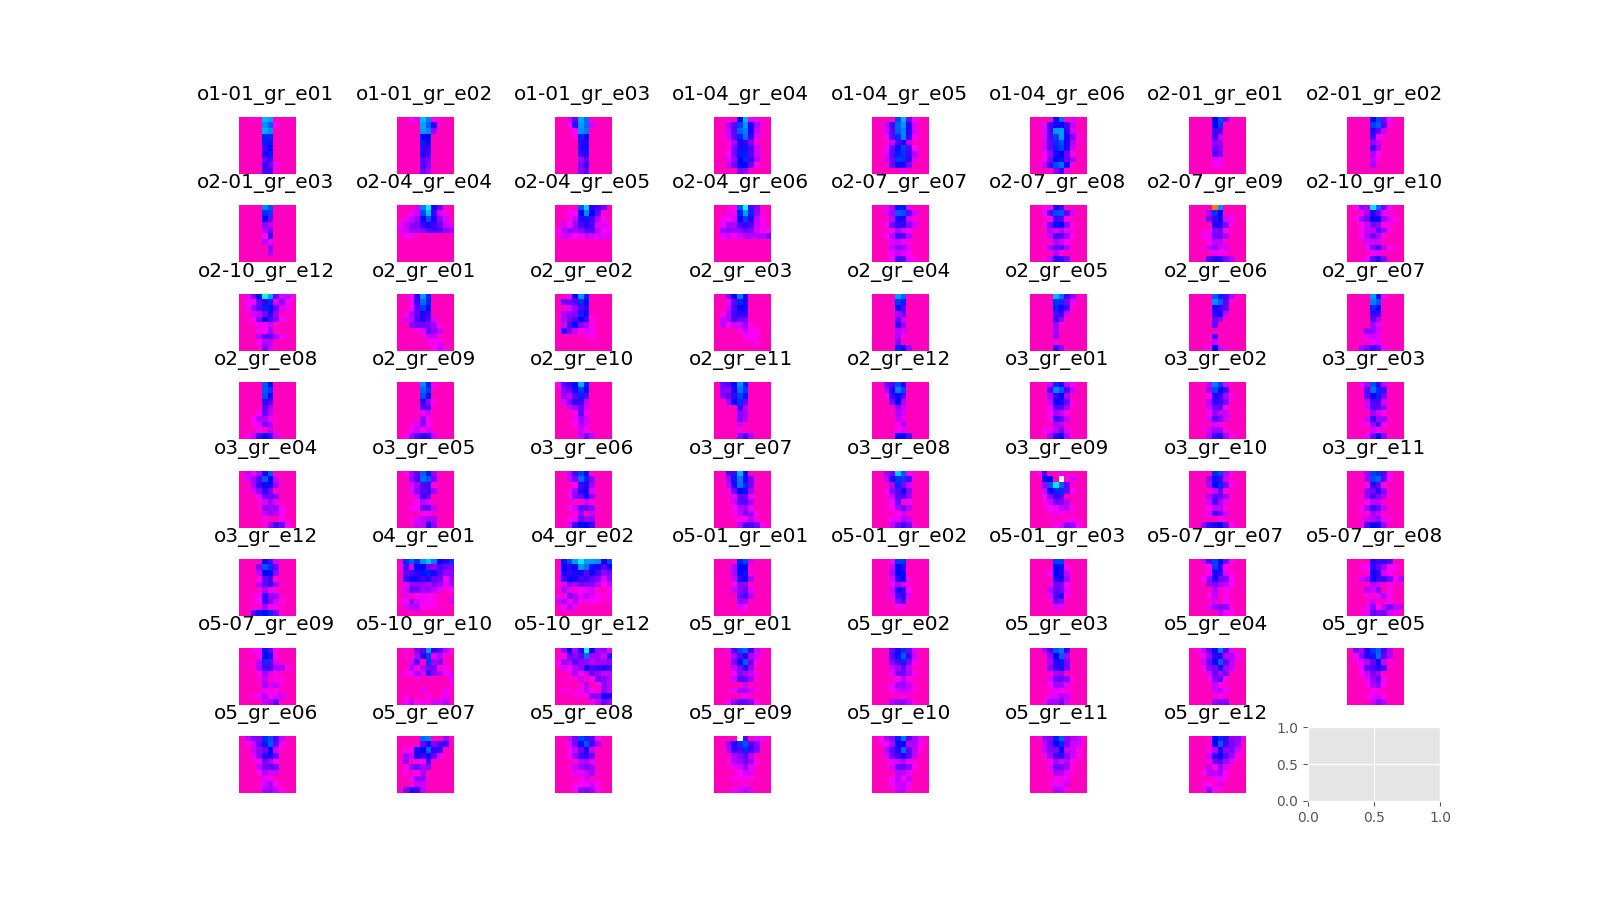 o1-01_gr_e01 o1-01_gr_e02 o1-01_gr_e03 o1-04_gr_e04 o1-04_gr_e05 o1-04_gr_e06 o2-01_gr_e01 o2-01_gr_e02
o2-01_gr_e03 o2-04_gr_e04 o2-04_gr_e05 o2-04_gr_e06 o2-07_gr_e07 o2-07_gr_e08 o2-07_gr_e09 o2-10_gr_e10
o2-10_gr_e12 o2_gr_e01 o2_gr_e02 o2_gr_e03 o2_gr_e04 o2_gr_e05 o2_gr_e06 o2_gr_e07
o2_gr_e08 o2_gr_e09 o2_gr_e10 o2_gr_e11 o2_gr_e12 o3_gr_e01 o3_gr_e02 o3_gr_e03
o3_gr_e04 o3_gr_e05 o3_gr_e06 o3_gr_e07 o3_gr_e08 o3_gr_e09 o3_gr_e10 o3_gr_e11
o3_gr_e12 o4_gr_e01 o4_gr_e02 o5-01_gr_e01 o5-01_gr_e02 o5-01_gr_e03 o5-07_gr_e07 o5-07_gr_e08
o5-07_gr_e09 o5-10_gr_e10 o5-10_gr_e12 o5_gr_e01 o5_gr_e02 o5_gr_e03 o5_gr_e04 o5_gr_e05
o5_gr_e06 o5_gr_e07 o5_gr_e08 o5_gr_e09 o5_gr_e10 o5_gr_e11 o5_gr_e12
1.0
0.5
0.0
0.0 0.5 1.0